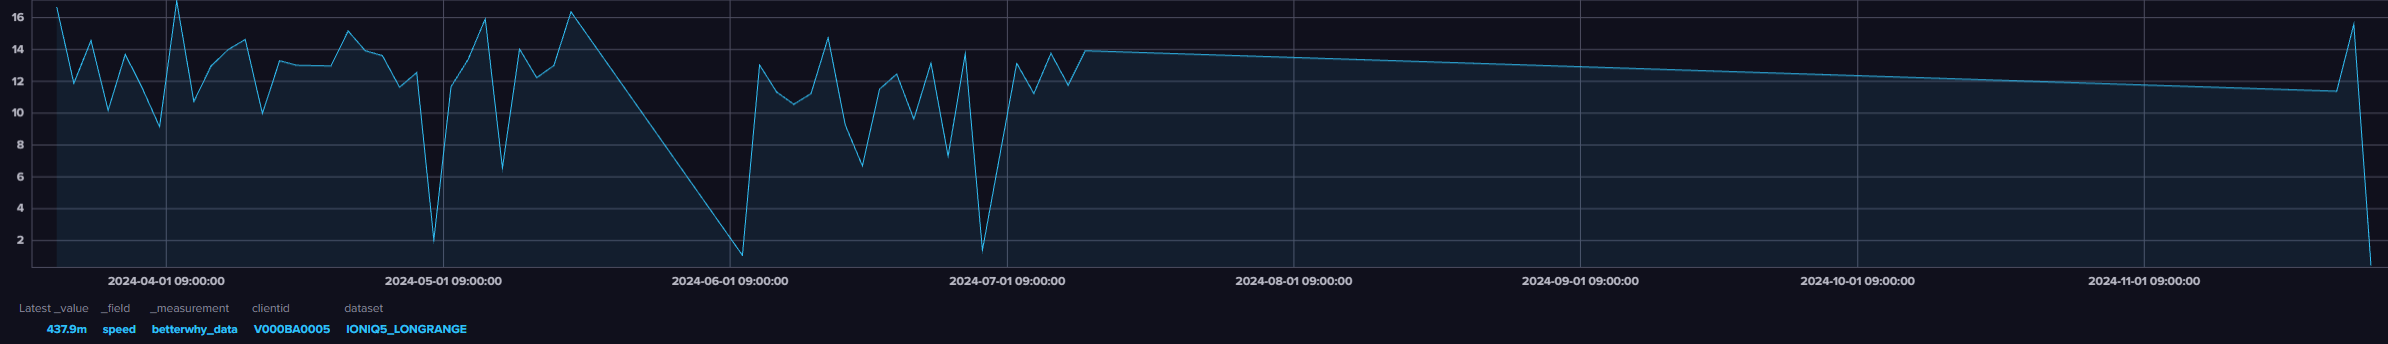 16
14
12
10
8
6
4
2
2024-04-01 09:00:00 2024-05-01 09:00:00 2024-06-01 09:00:00 2024-07-01 09:00:00 2024-08-01 09:00:00 2024-09-01 09:00:00 2024-10-01 09:00:00 2024-11-01 09:00:00
Latest _value _field _measurement clientid dataset
437.9m speed betterwhy_data V000BA0005 IONIQ5_LONGRANGE